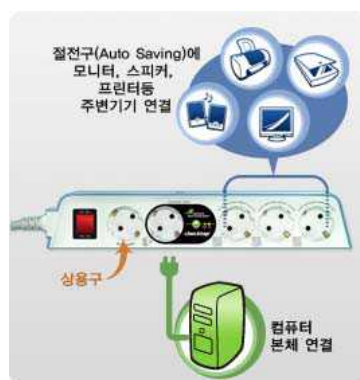 절전구(Auto Saving)에
모니터, 스피커,
프린터등
주변기기 연결
상용구
컴퓨터
본체 연결